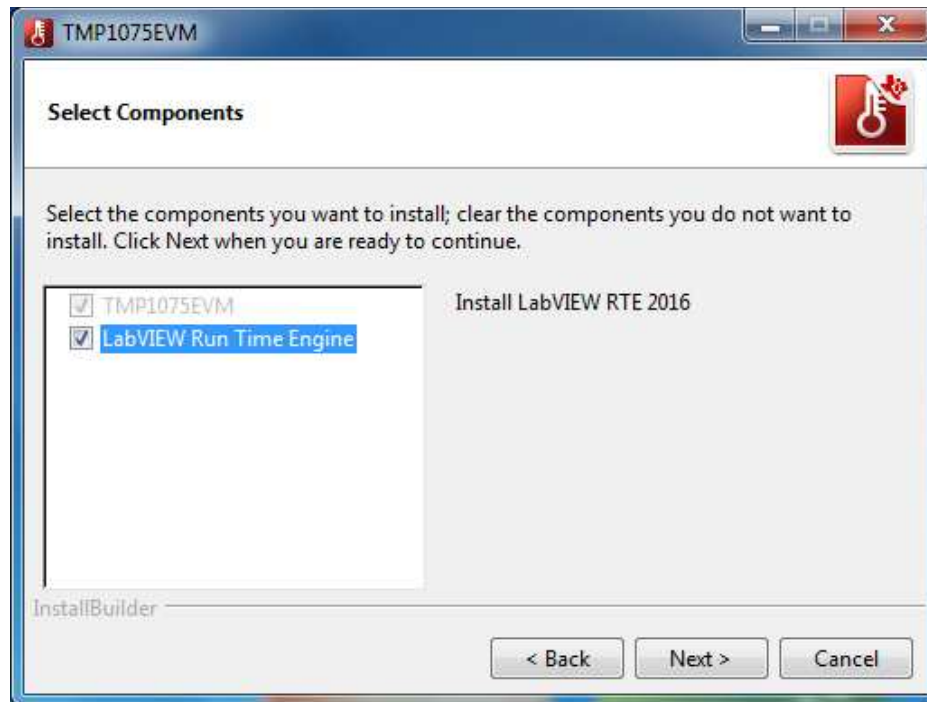 TMP1075EVM
Select Components
Select the components you want to install; clear the components you do not want to
install. Click Next when you are ready to continue.
TMP1075EVM
LabVIEW Run Time Engine
Install LabVIEW RTE 2016
InstallBuilder
< Back
Next >
Cancel